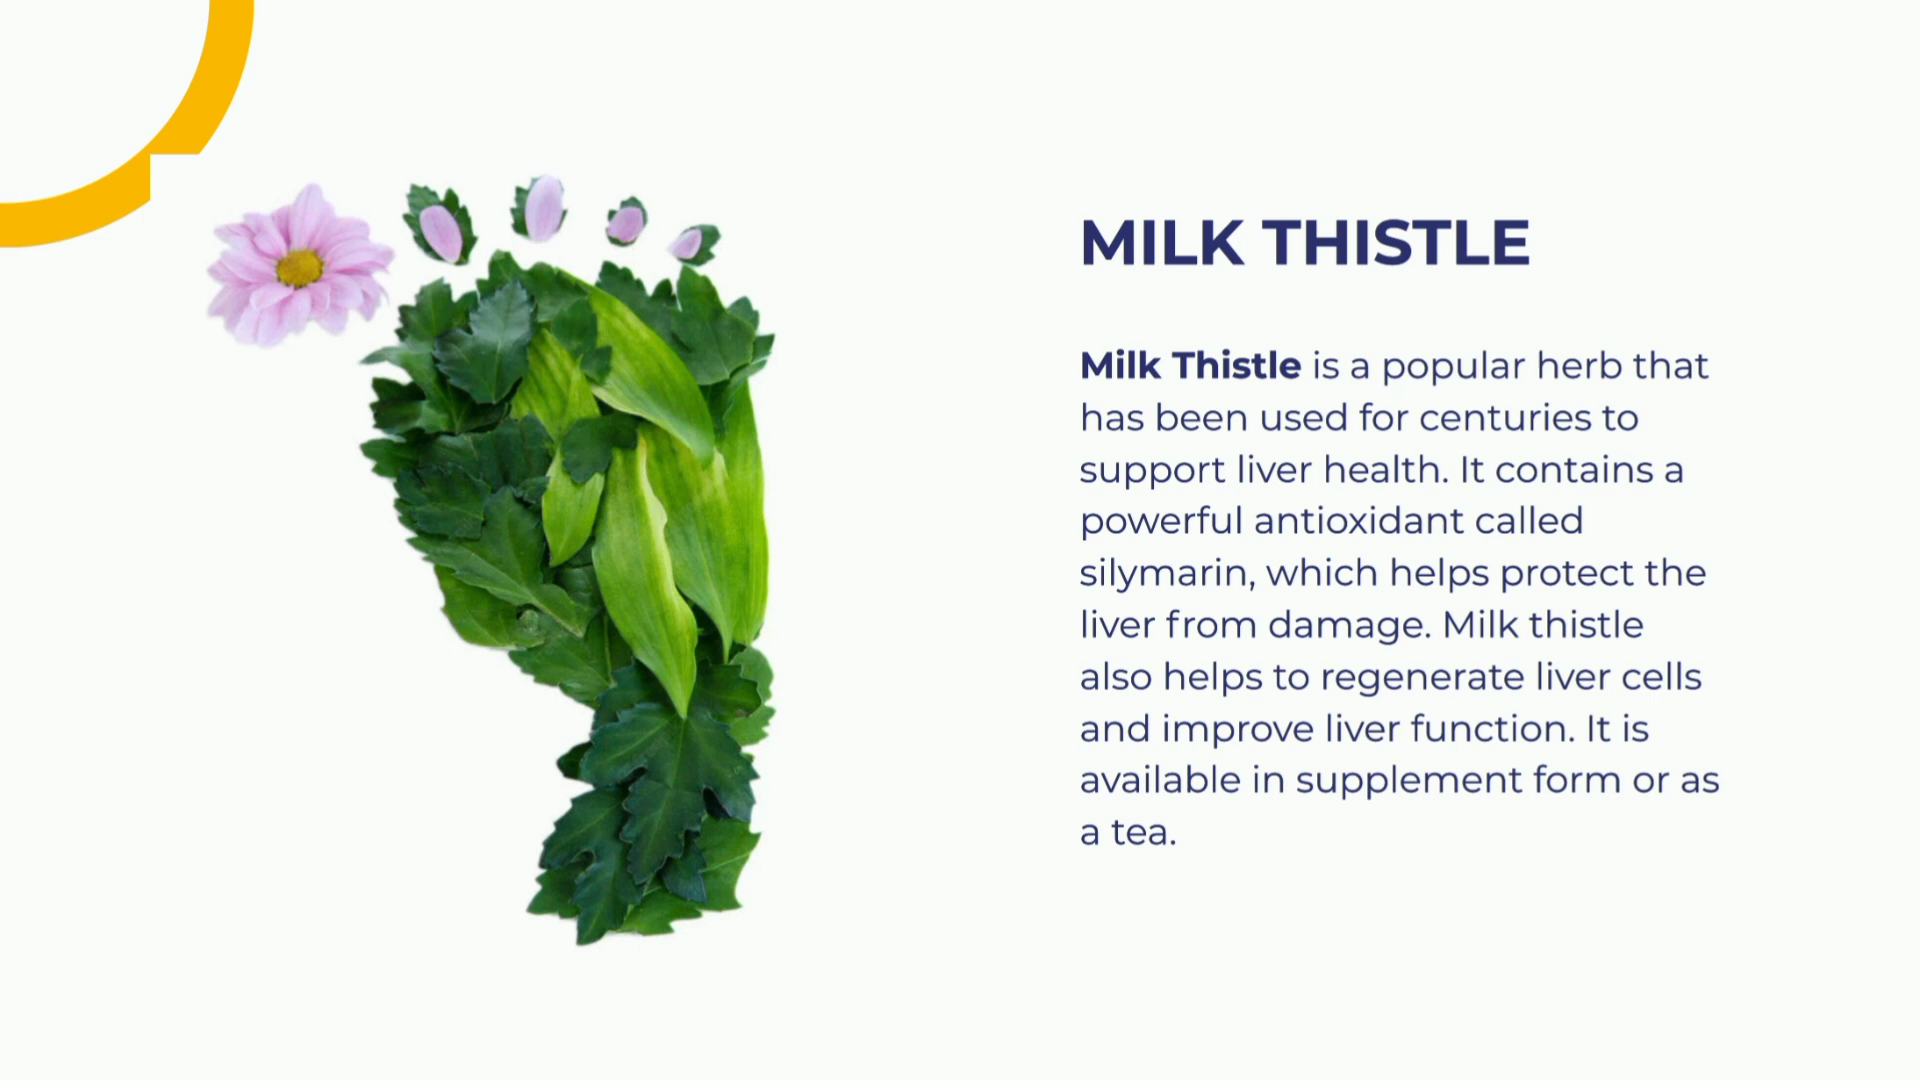 MILK THISTLE
Milk Thistle is a popular herb that
has been used for centuries to
support liver health. It contains a
powerful antioxidant called
silymarin, which helps protect the
liver from damage. Milk thistle
also helps to regenerate liver cells
and improve liver function. It is
available in supplement form or as
a tea.